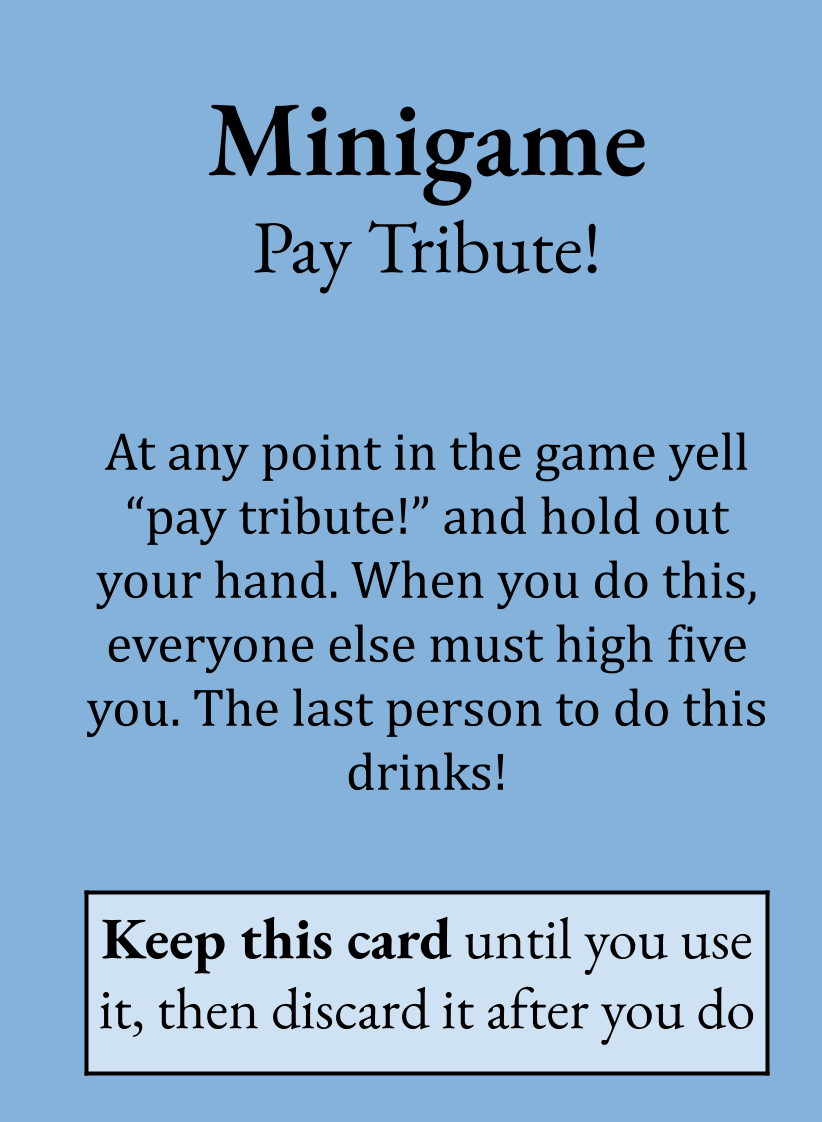 Minigame
Pay Tribute!
At any point in the game yell
“pay tribute!” and hold out
your hand. When you do this,
everyone else must high five
you. The last person to do this
drinks!
Keep this card until you use
it, then discard it after you do